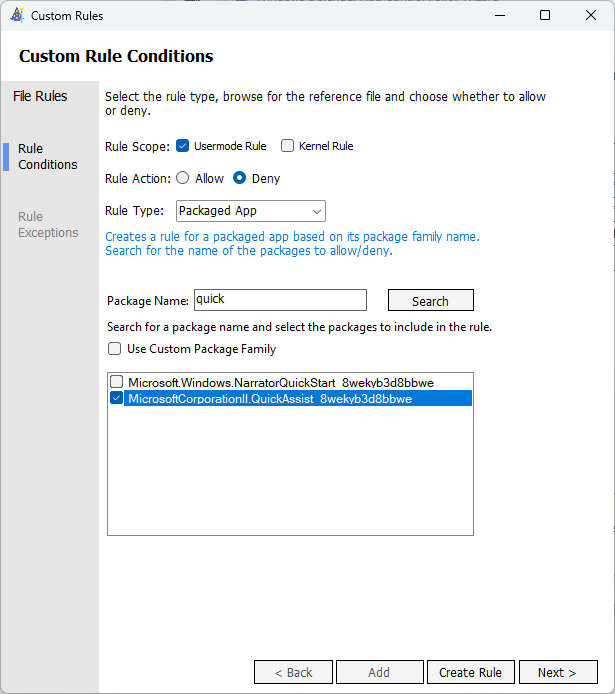 Custom Rules
Custom Rule Conditions
File Rules
Rule
Conditions
Rule
Exceptions
Select the rule type, browse for the reference file and choose whether to allow
or deny.
Rule Scope: Usermode Rule Kernel Rule
Rule Action: Allow Deny
Rule Type: Packaged App
Creates a rule for a packaged app based on its package family name.
Search for the name of the packages to allow/deny.
Package Name: quick Search
Search for a package name and select the packages to include in the rule.
Use Custom Package Family
Microsoft.Windows.NarratorQuickStart_8wekyb3d8bbwe
MicrosoftCorporationII.QuickAssist_8wekyb3d8bbwe
< Back Add Create Rule Next >